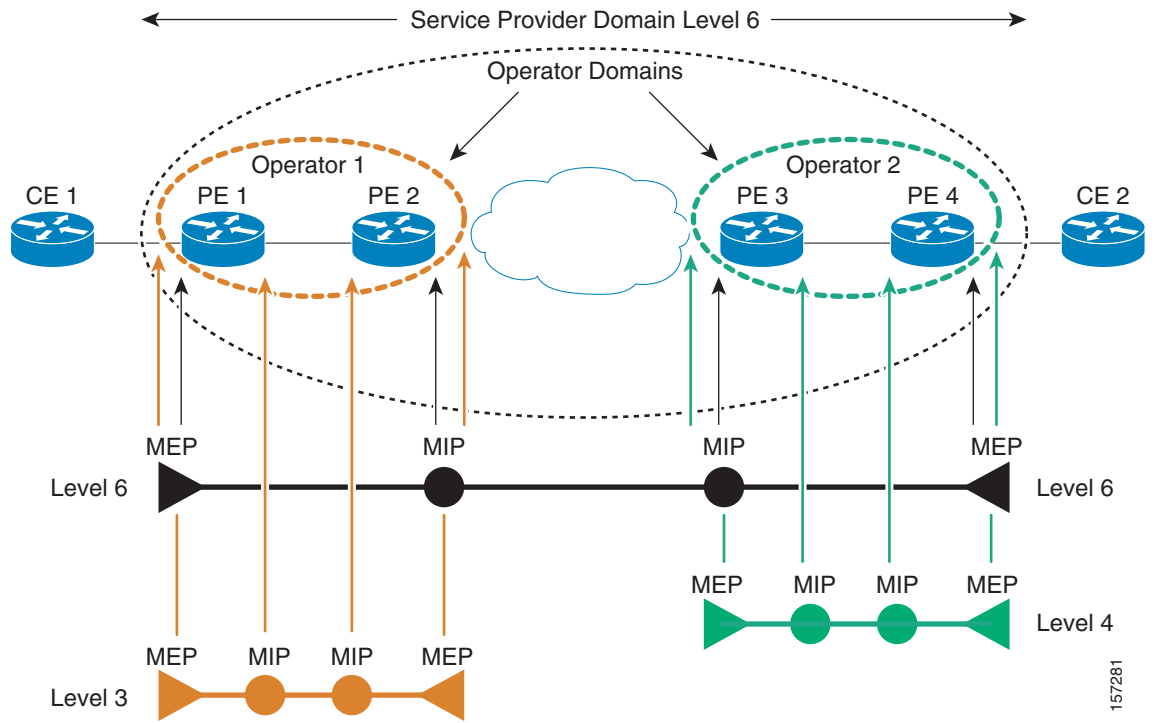 Service Provider Domain Level 6
Operator Domains
Operator 1
Operator 2
CE 1
PE 1
PE 2
PE 3
PE 4
CE 2
MEP
MIP
MIP
MEP
Level 6
Level 6
MEP
MIP
MIP
MEP
Level 4
MEP
MIP
MIP
MEP
Level 3
157281